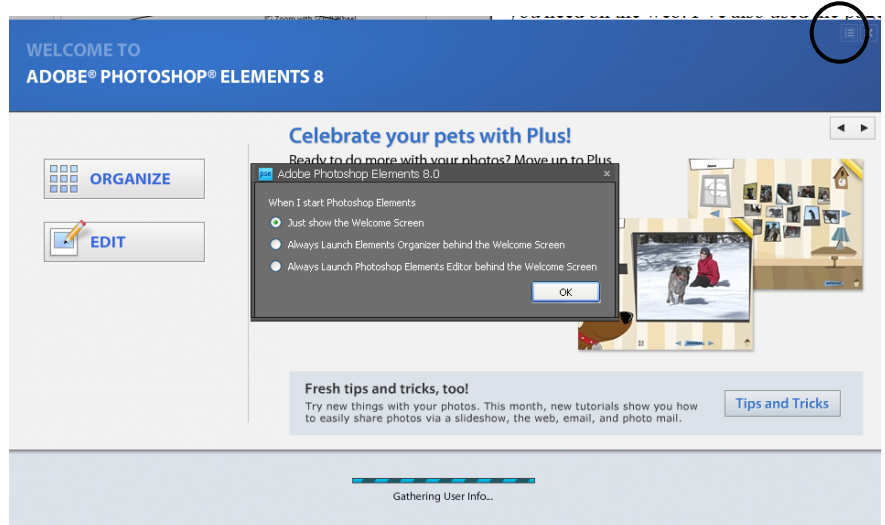 WELCOME TO
ADOBE® PHOTOSHOP® ELEMENTS 8
Celebrate your pets with Plus!
Ready to do more with your photos? Move up to Plus
ORGANIZE
EDIT
pse Adobe Photoshop Elements 8.0
When I start Photoshop Elements
Just show the Welcome Screen
Always Launch Elements Organizer behind the Welcome Screen
Always Launch Photoshop Elements Editor behind the Welcome Screen
OK
Fresh tips and tricks, too!
Try new things with your photos. This month, new tutorials show you how
to easily share photos via a slideshow, the web, email, and photo mail.
Tips and Tricks
Gathering User Info...